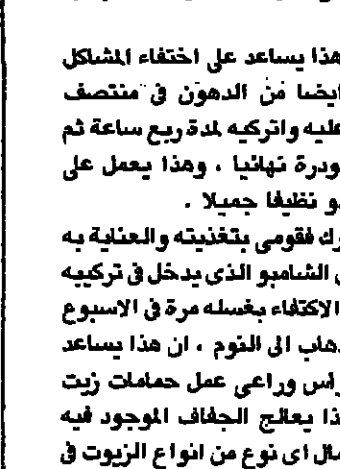 هذا يساعد على اختفاء المشاكل
ايضا من الدهون في منتصف
عليه واتركيه لمدة ربع ساعة ثم
ودرة نهائيا ، وهذا يعمل على
و نظيفا جميلا .
رك فقومى بتغذيته والعناية به
الشامبو الذى يدخل في تركيبه
الاكتفاء بغسله مرة في الاسبوع
هاب الى النوم ، ان هذا يساعد
راس وراعى عمل حمامات زيت
ذا يعالج الجفاف الموجود فيه
مال اى نوع من انواع الزيوت في